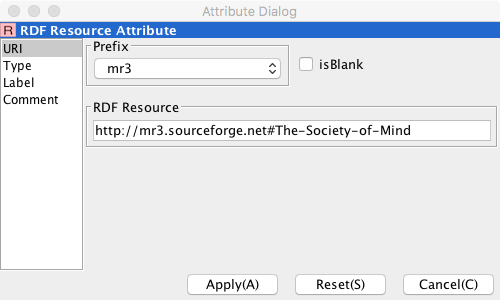 Attribute Dialog
R RDF Resource Attribute
URI
Type
Label
Comment
Prefix
mr3
isBlank
RDF Resource
http://mr3.sourceforge.net#The-Society-of-Mind
Apply(A)
Reset(S)
Cancel(C)